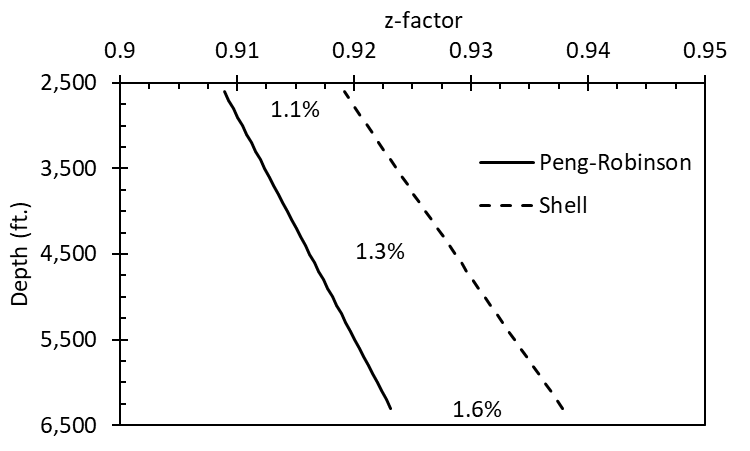 z-factor
0.9 0.91 0.92 0.93 0.94 0.95
2,500
1.1%
Peng-Robinson
3,500
Shell
Depth (ft.)
4,500
1.3%
5,500
1.6%
6,500